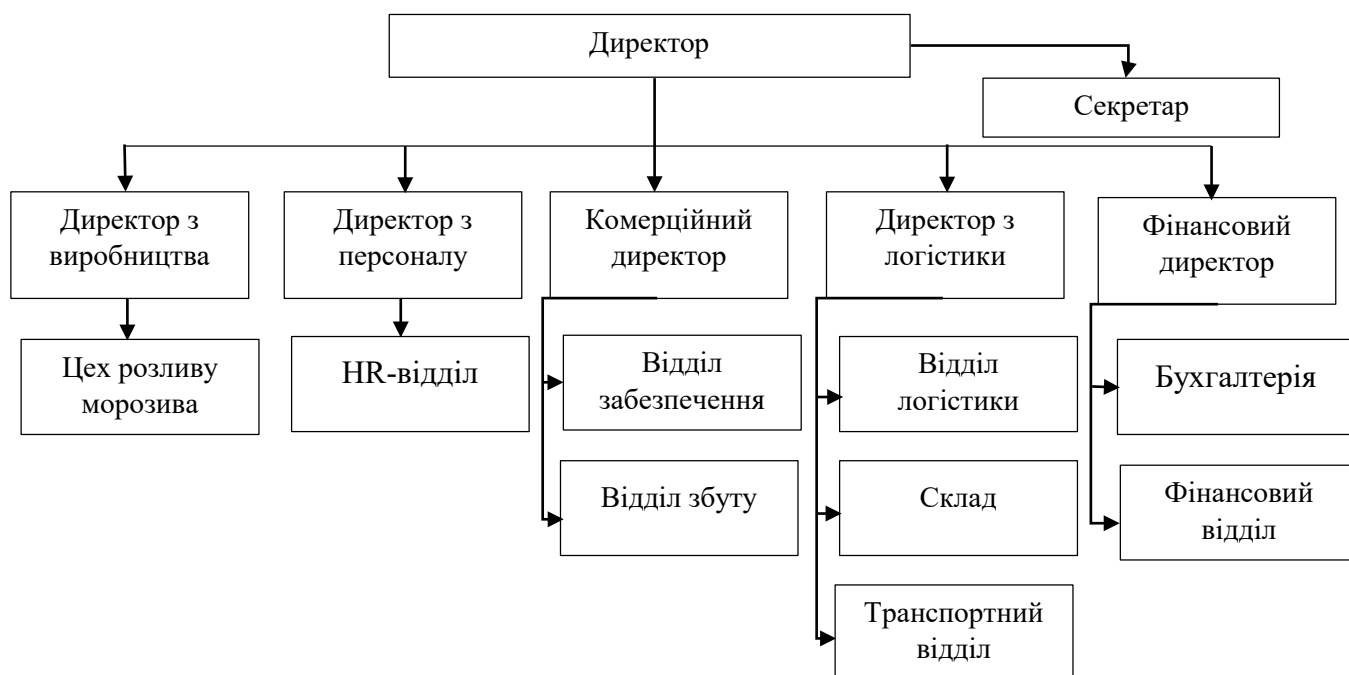 Директор
Секретар
Директор з
виробництва
Директор з
персоналу
Комерційний
директор
Директор з
логістики
Фінансовий
директор
Цех розливу
морозива
HR-відділ
Відділ
забезпечення
Відділ
логістики
Бухгалтерія
Відділ збуту
Склад
Фінансовий
відділ
Транспортний
відділ